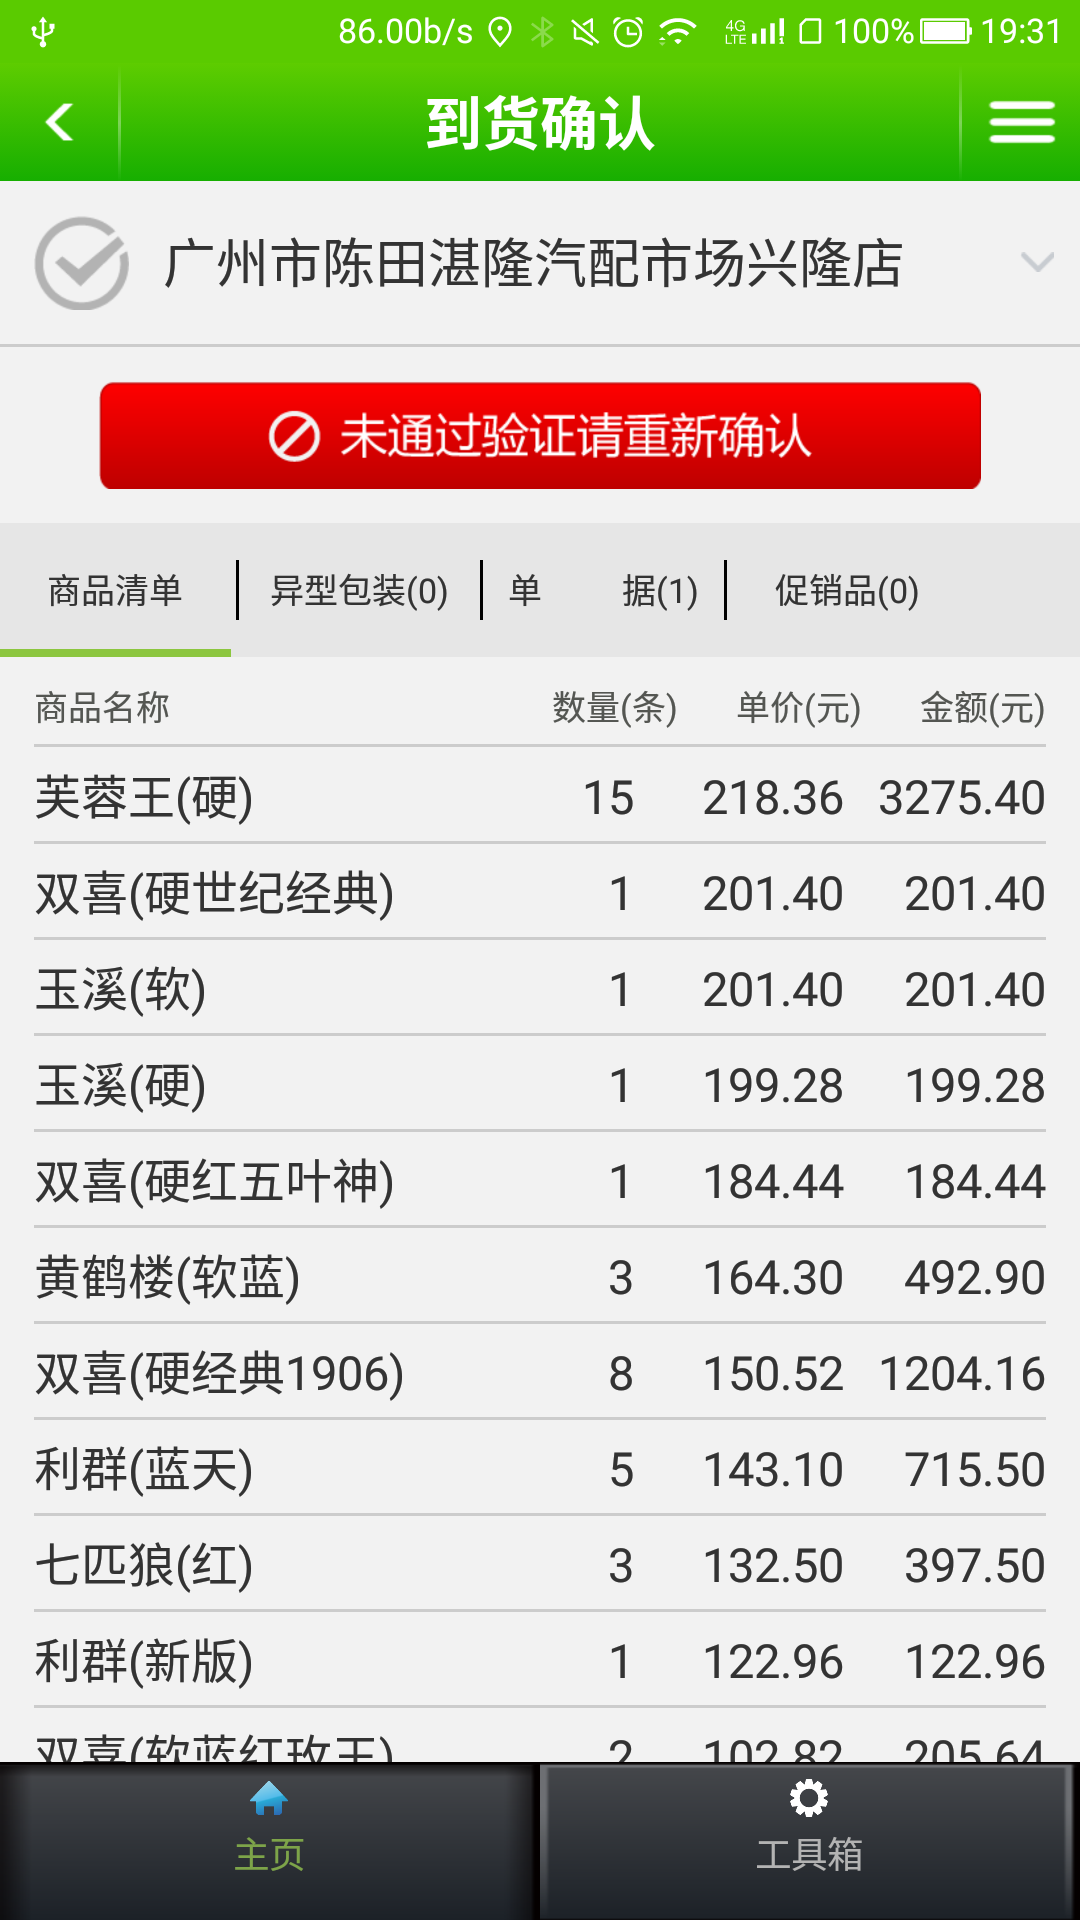 86.00b/s 4G LTE 1 100% 19:31
到货确认
广州市陈田湛隆汽配市场兴隆店
未通过验证请重新确认
商品清单 异型包装(0) 单 据(1) 促销品(0)
商品名称 数量(条) 单价(元) 金额(元)
芙蓉王(硬) 15 218.36 3275.40
双喜(硬世纪经典) 1 201.40 201.40
玉溪(软) 1 201.40 201.40
玉溪(硬) 1 199.28 199.28
双喜(硬红五叶神) 1 184.44 184.44
黄鹤楼(软蓝) 3 164.30 492.90
双喜(硬经典1906) 8 150.52 1204.16
利群(蓝天) 5 143.10 715.50
七匹狼(红) 3 132.50 397.50
利群(新版) 1 122.96 122.96
双喜(软蓝红玫王) 2 102.82 205.64
主页 工具箱